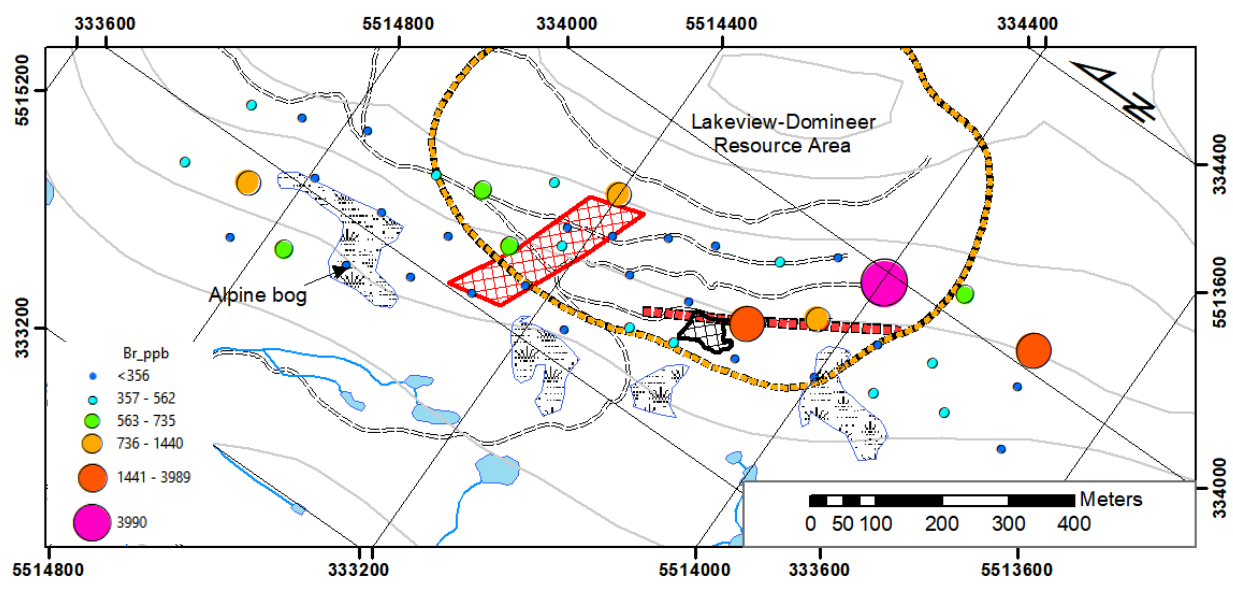 333600
5514800
334000
5514400
334400
5515200
Lakeview-Domineer
Resource Area
N
334400
Alpine bog
5513600
333200
Br_ppb
<356
357 - 562
563 - 735
736 - 1440
1441 - 3989
3990
Meters
0 50 100 200 300 400
334000
5514800
333200
5514000
333600
5513600